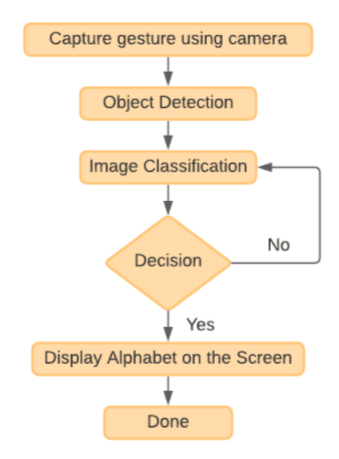 Capture gesture using camera
Object Detection
Image Classification
Decision
No
Yes
Display Alphabet on the Screen
Done